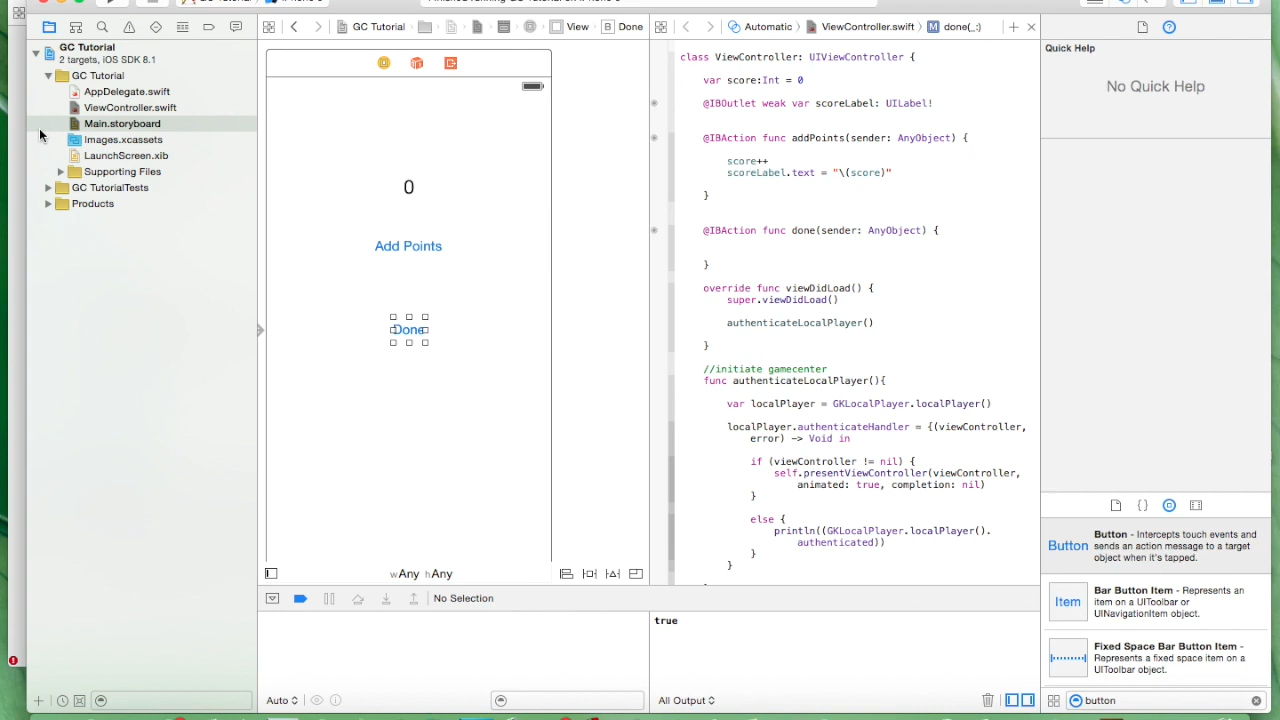 GC Tutorial
View
Done
Automatic
ViewController.swift
done(_:)
GC Tutorial
2 targets, iOS SDK 8.1
GC Tutorial
AppDelegate.swift
ViewController.swift
Main.storyboard
Images.xcassets
LaunchScreen.xib
Supporting Files
GC TutorialTests
Products
0
Add Points
Done
wAny hAny
class ViewController: UIViewController {
var score:Int = 0
@IBOutlet weak var scoreLabel: UILabel!
@IBAction func addPoints(sender: AnyObject) {
score++
scoreLabel.text = "\(score)"
}
@IBAction func done(sender: AnyObject) {
}
override func viewDidLoad() {
super.viewDidLoad()
authenticateLocalPlayer()
}
//initiate gamecenter
func authenticateLocalPlayer(){
var localPlayer = GKLocalPlayer.localPlayer()
localPlayer.authenticateHandler = {(viewController,
error) -> Void in
if (viewController != nil) {
self.presentViewController(viewController,
animated: true, completion: nil)
}
else {
println((GKLocalPlayer.localPlayer().
authenticated))
}
}
Quick Help
No Quick Help
Button
Button - Intercepts touch events and
sends an action message to a target
object when it's tapped.
Item
Bar Button Item - Represents an
item on a UIToolbar or
UINavigationItem object.
Fixed Space Bar Button Item -
Represents a fixed space item on a
UIToolbar object.
button
No Selection
true
Auto
All Output